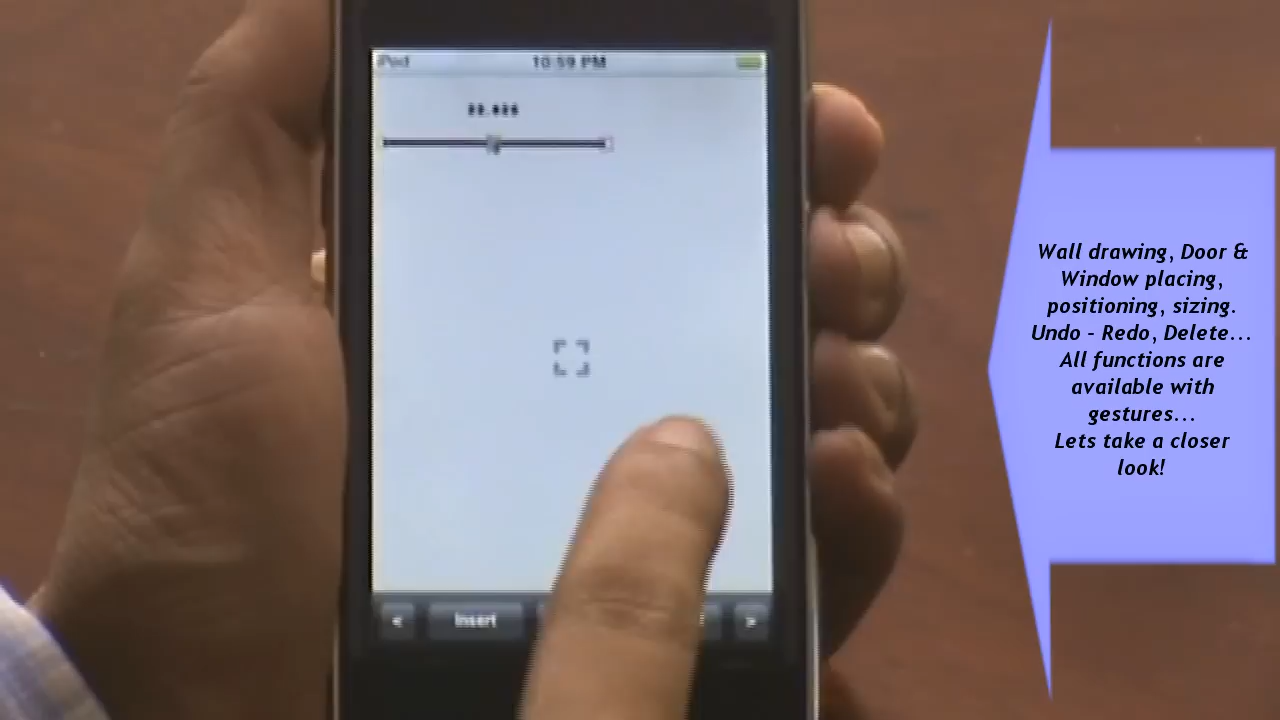 iPod 10:59 PM
< Insert >
Wall drawing, Door &
Window placing,
positioning, sizing.
Undo - Redo, Delete...
All functions are
available with
gestures...
Lets take a closer
look!